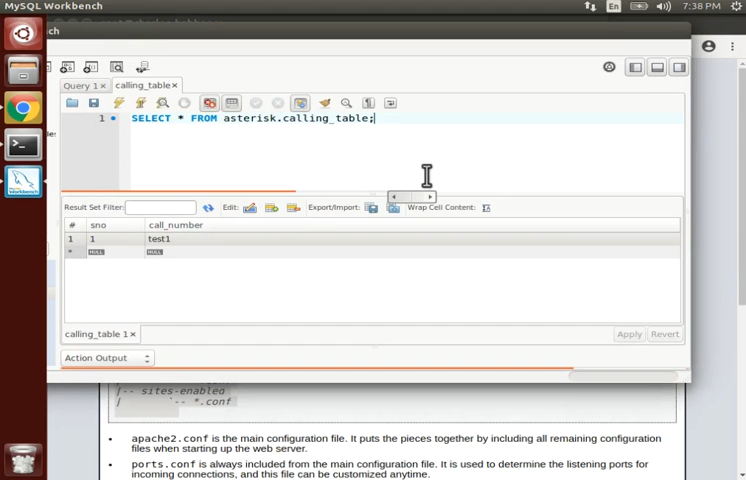 MySQL Workbench
En
7:38 PM
nch
Query 1 ×
calling_table ×
1
SELECT * FROM asterisk.calling_table;
Result Set Filter:
Edit:
Export/Import:
Wrap Cell Content:
# sno call_number
1 1 test1
* NULL NULL
calling_table 1 ×
Apply
Revert
Action Output
|-- sites-enabled
| `-- *.conf
• apache2.conf is the main configuration file. It puts the pieces together by including all remaining configuration
files when starting up the web server.
• ports.conf is always included from the main configuration file. It is used to determine the listening ports for
incoming connections, and this file can be customized anytime.